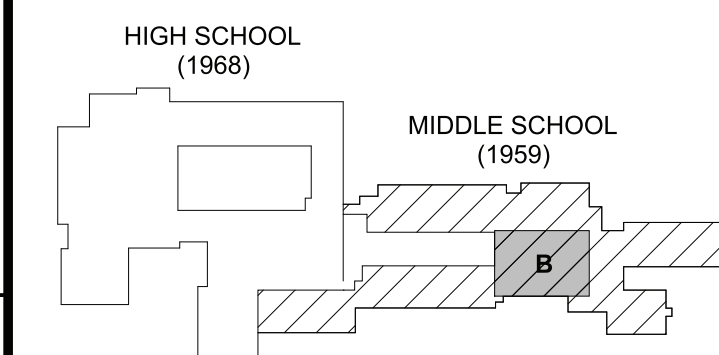 HIGH SCHOOL
(1968)
MIDDLE SCHOOL
(1959)
B